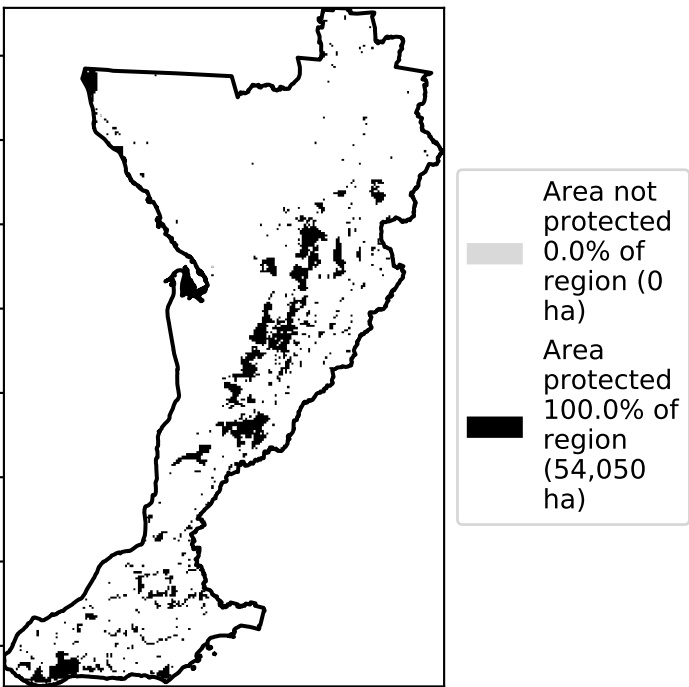 Area not
protected
0.0% of
region (0
ha)
Area
protected
100.0% of
region
(54,050
ha)